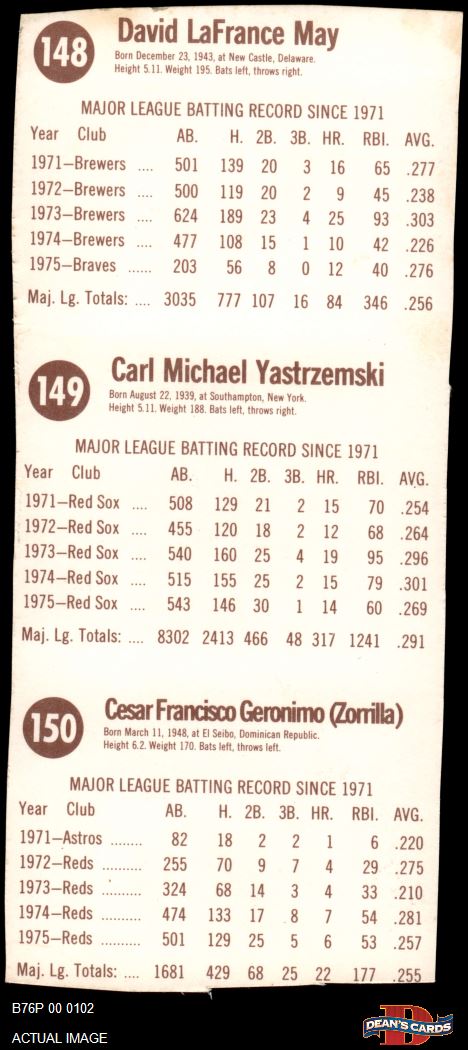 148 David LaFrance May
Born December 23, 1943, at New Castle, Delaware.
Height 5.11. Weight 195. Bats left, throws right.
MAJOR LEAGUE BATTING RECORD SINCE 1971
Year Club AB. H. 2B. 3B. HR. RBI. AVG.
1971—Brewers .... 501 139 20 3 16 65 .277
1972—Brewers .... 500 119 20 2 9 45 .238
1973—Brewers .... 624 189 23 4 25 93 .303
1974—Brewers .... 477 108 15 1 10 42 .226
1975—Braves ...... 203 56 8 0 12 40 .276
Maj. Lg. Totals: .... 3035 777 107 16 84 346 .256
149 Carl Michael Yastrzemski
Born August 22, 1939, at Southampton, New York.
Height 5.11. Weight 188. Bats left, throws right.
MAJOR LEAGUE BATTING RECORD SINCE 1971
Year Club AB. H. 2B. 3B. HR. RBI. AVG.
1971—Red Sox .... 508 129 21 2 15 70 .254
1972—Red Sox .... 455 120 18 2 12 68 .264
1973—Red Sox .... 540 160 25 4 19 95 .296
1974—Red Sox .... 515 155 25 2 15 79 .301
1975—Red Sox .... 543 146 30 1 14 60 .269
Maj. Lg. Totals: .... 8302 2413 466 48 317 1241 .291
150 Cesar Francisco Geronimo (Zorrilla)
Born March 11, 1948, at El Seibo, Dominican Republic.
Height 6.2. Weight 170. Bats left, throws left.
MAJOR LEAGUE BATTING RECORD SINCE 1971
Year Club AB. H. 2B. 3B. HR. RBI. AVG.
1971—Astros ........ 82 18 2 2 1 6 .220
1972—Reds .......... 255 70 9 7 4 29 .275
1973—Reds .......... 324 68 14 3 4 33 .210
1974—Reds .......... 474 133 17 8 7 54 .281
1975—Reds .......... 501 129 25 5 6 53 .257
Maj. Lg. Totals: .... 1681 429 68 25 22 177 .255
B76P 00 0102
ACTUAL IMAGE
D
DEAN'S CARDS